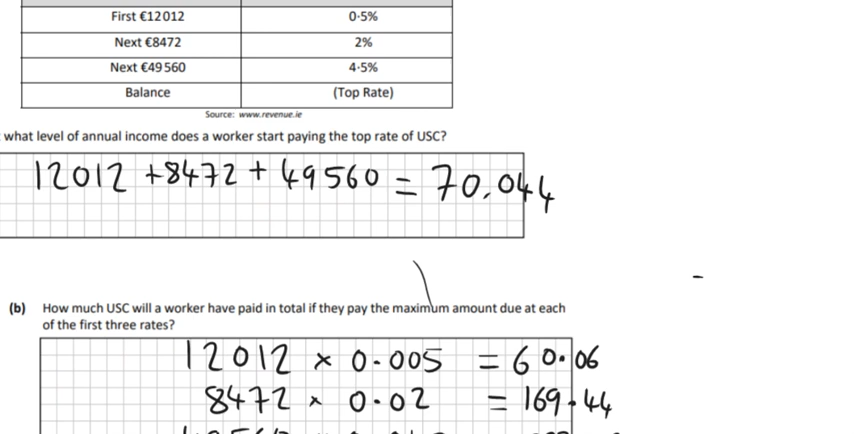 First €12012 0·5%
Next €8472 2%
Next €49560 4·5%
Balance (Top Rate)
Source: www.revenue.ie
what level of annual income does a worker start paying the top rate of USC?
12012 + 8472 + 49560 = 70,044
(b) How much USC will a worker have paid in total if they pay the maximum amount due at each
of the first three rates?
12012 × 0.005 = 60.06
8472 × 0.02 = 169.44